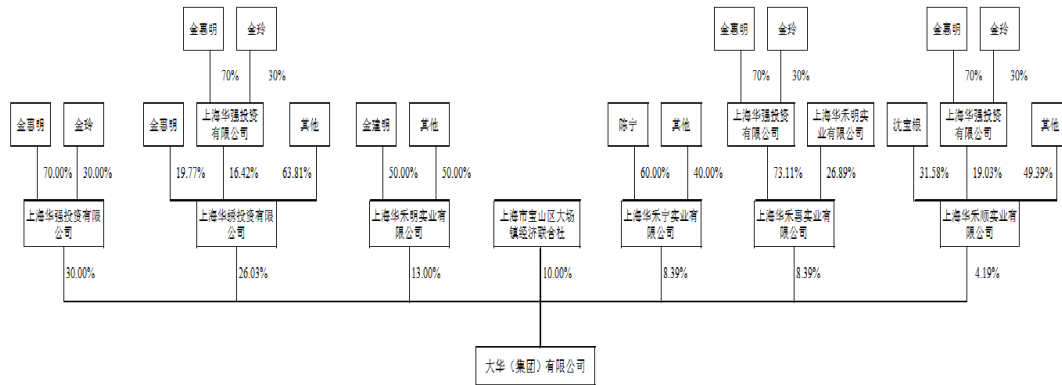 金惠明
金玲
金惠明
金玲
金惠明
金玲
70%
30%
70%
30%
70%
30%
金惠明
金玲
金惠明
上海华强投资
有限公司
其他
金建明
其他
陈宁
其他
上海华强投资
有限公司
上海华禾明实
业有限公司
沈宝根
上海华强投资
有限公司
其他
70.00%
30.00%
19.77%
16.42%
63.81%
50.00%
50.00%
60.00%
40.00%
73.11%
26.89%
31.58%
19.03%
49.39%
上海华强投资有限
公司
上海华绣投资有限
公司
上海华禾明实业有
限公司
上海市宝山区大场
镇经济联合社
上海华禾宁实业有
限公司
上海华禾惠实业有
限公司
上海华禾顺实业有
限公司
30.00%
26.03%
13.00%
10.00%
8.39%
8.39%
4.19%
大华（集团）有限公司